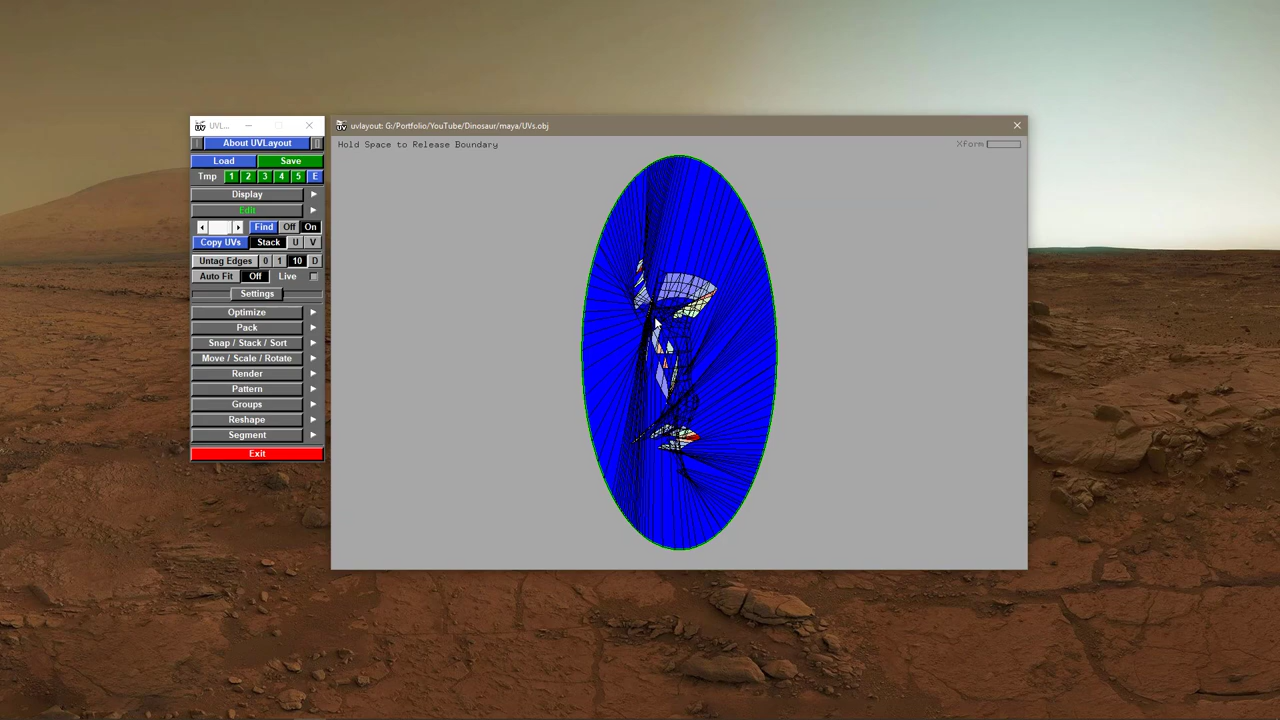 UVL...
uvlayout: G:/Portfolio/YouTube/Dinosaur/maya/UVs.obj
Hold Space to Release Boundary
Xform
About UVLayout
Load Save
Tmp 1 2 3 4 5 E
Display
Edit
Find Off On
Copy UVs Stack U V
Untag Edges 0 1 10 D
Auto Fit Off Live
Settings
Optimize
Pack
Snap / Stack / Sort
Move / Scale / Rotate
Render
Pattern
Groups
Reshape
Segment
Exit